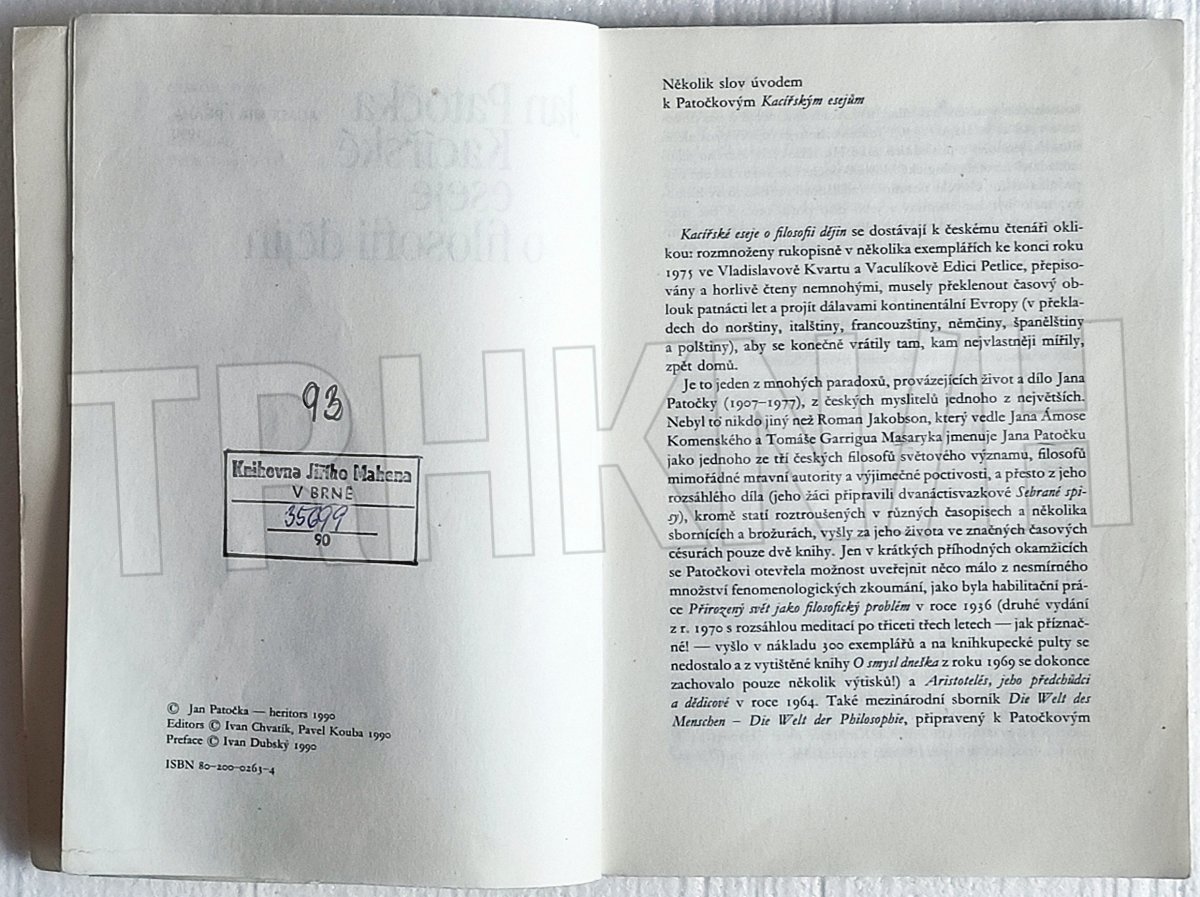 93
Knihovna Jiřího Mahena
V BRNĚ
35699
90
© Jan Patočka — heritors 1990
Editors © Ivan Chvatík, Pavel Kouba 1990
Preface © Ivan Dubský 1990
ISBN 80-200-0263-4
Několik slov úvodem
k Patočkovým Kacířským esejům
Kacířské eseje o filosofii dějin se dostávají k českému čtenáři okli-
kou: rozmnoženy rukopisně v několika exemplářích ke konci roku
1975 ve Vladislavově Kvartu a Vaculíkově Edici Petlice, přepiso-
vány a horlivě čteny nemnohými, musely překlenout časový ob-
louk patnácti let a projít dálavami kontinentální Evropy (v překla-
dech do norštiny, italštiny, francouzštiny, němčiny, španělštiny
a polštiny), aby se konečně vrátily tam, kam nejvlastněji mířily,
zpět domů.
Je to jeden z mnohých paradoxů, provázejících život a dílo Jana
Patočky (1907–1977), z českých myslitelů jednoho z největších.
Nebyl to nikdo jiný než Roman Jakobson, který vedle Jana Ámose
Komenského a Tomáše Garrigua Masaryka jmenuje Jana Patočku
jako jednoho ze tří českých filosofů světového významu, filosofů
mimořádné mravní autority a výjimečné poctivosti, a přesto z jeho
rozsáhlého díla (jeho žáci připravili dvanáctisvazkové Sebrané spi-
sy), kromě statí roztroušených v různých časopisech a několika
sbornících a brožurách, vyšly za jeho života ve značných časových
césurách pouze dvě knihy. Jen v krátkých příhodných okamžicích
se Patočkovi otevřela možnost uveřejnit něco málo z nesmírného
množství fenomenologických zkoumání, jako byla habilitační prá-
ce Přirozený svět jako filosofický problém v roce 1936 (druhé vydání
z r. 1970 s rozsáhlou meditací po třiceti třech letech — jak příznač-
né! — vyšlo v nákladu 300 exemplářů a na knihkupecké pulty se
nedostalo a z vytištěné knihy O smysl dneška z roku 1969 se dokonce
zachovalo pouze několik výtisků!) a Aristotelés, jeho předchůdci
a dědicové v roce 1964. Také mezinárodní sborník Die Welt des
Menschen – Die Welt der Philosophie, připravený k Patočkovým
TRHKNIH